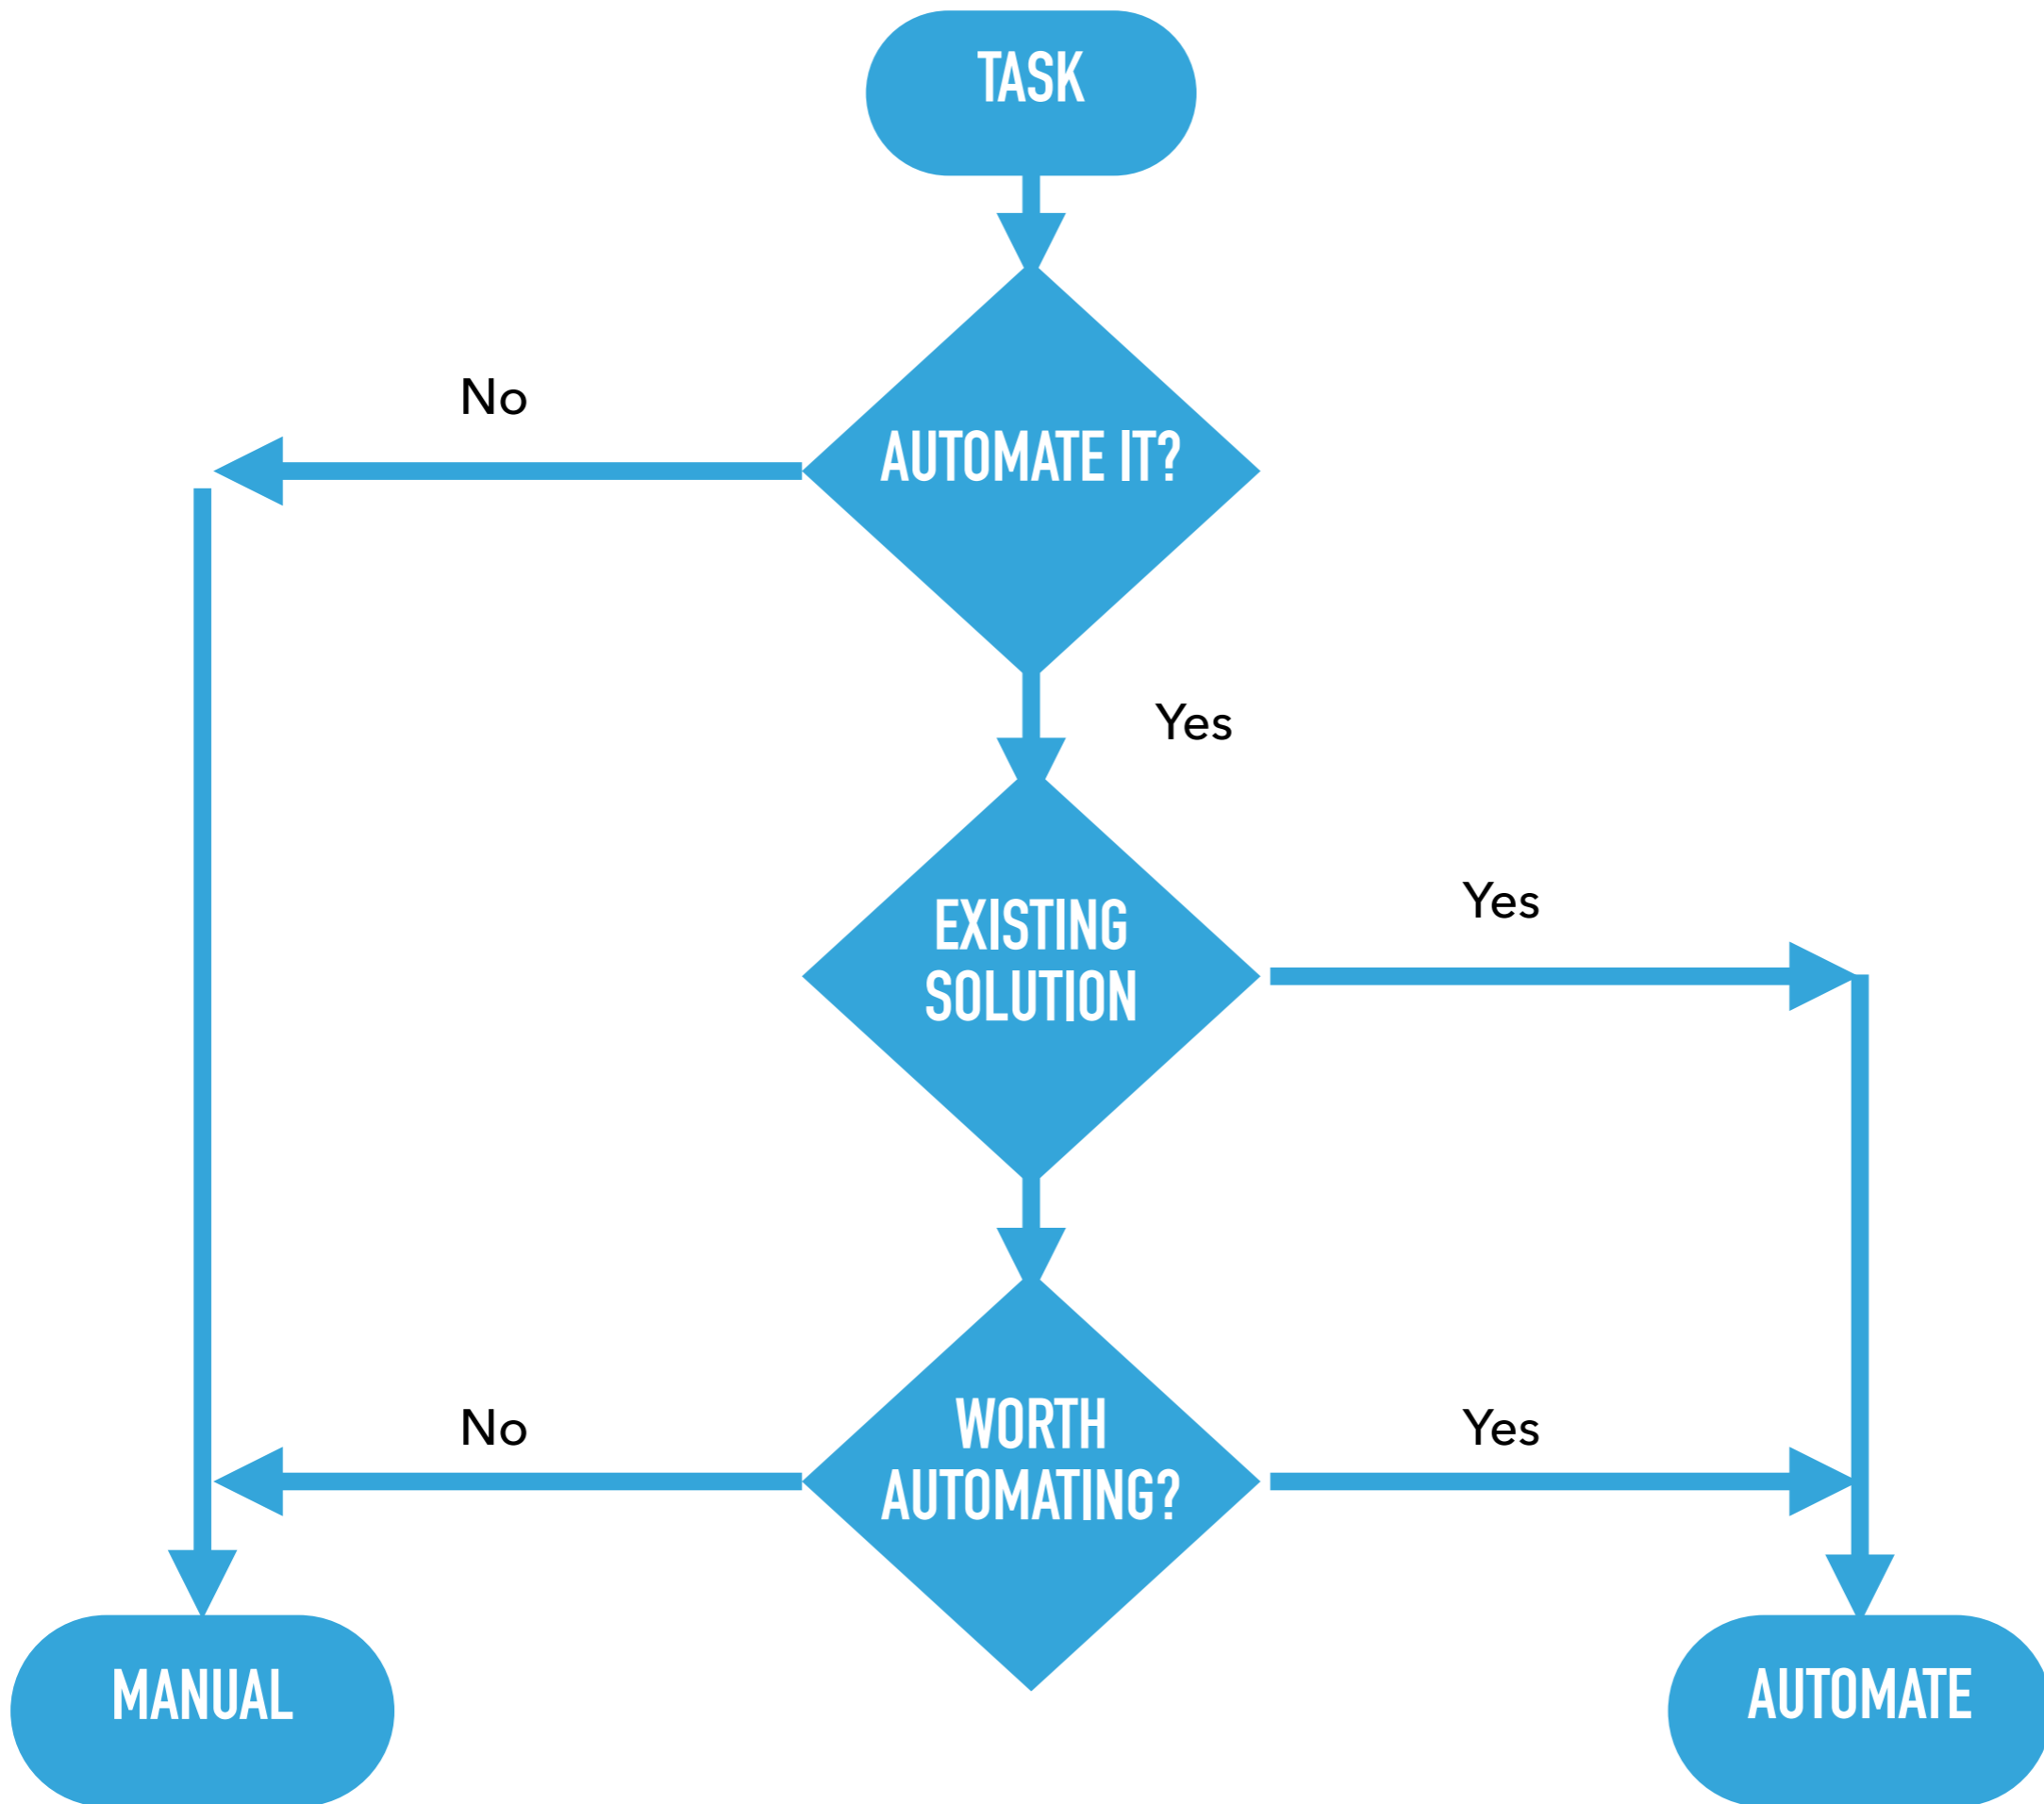 TASK
No
AUTOMATE IT?
Yes
EXISTING
SOLUTION
Yes
No
WORTH
AUTOMATING?
Yes
MANUAL
AUTOMATE